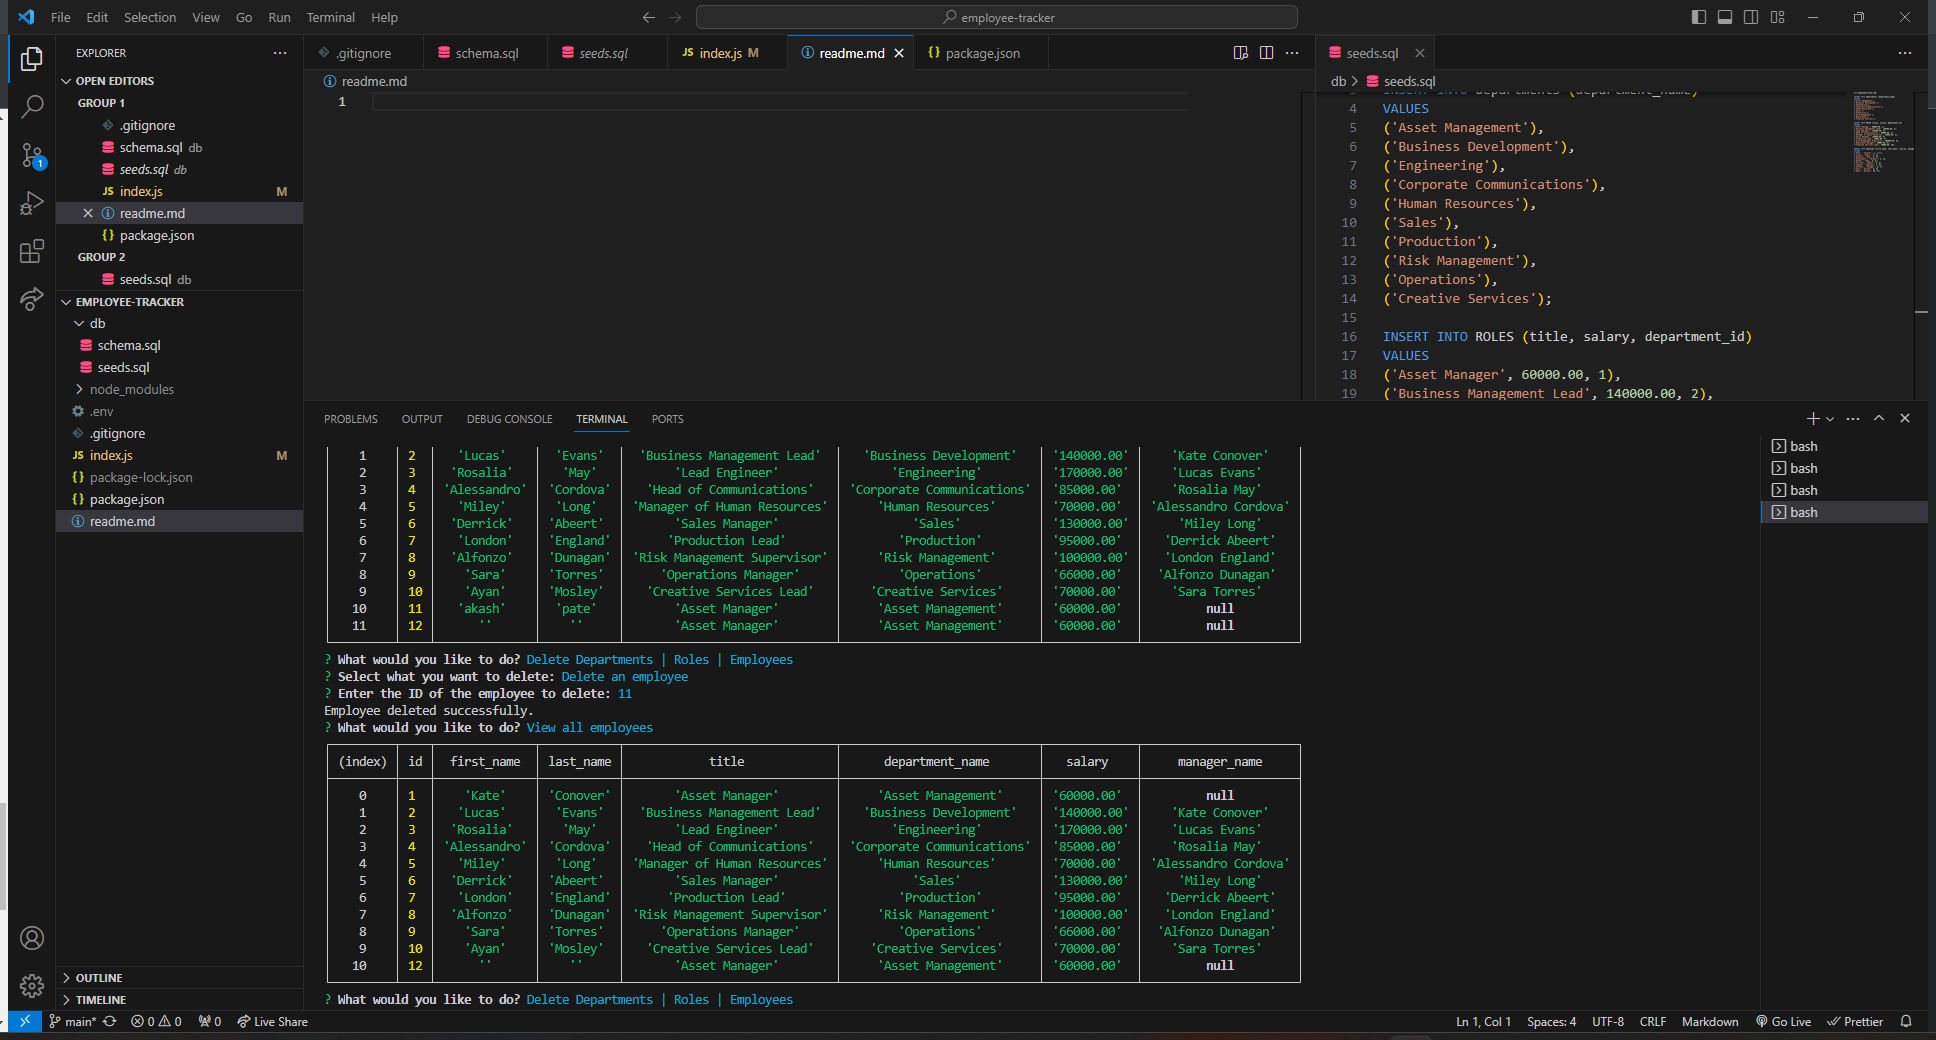 File Edit Selection View Go Run Terminal Help
employee-tracker
EXPLORER
OPEN EDITORS
GROUP 1
.gitignore
schema.sql db
seeds.sql db
JS index.js M
readme.md
{} package.json
GROUP 2
seeds.sql db
EMPLOYEE-TRACKER
db
schema.sql
seeds.sql
node_modules
.env
.gitignore
JS index.js M
{} package-lock.json
{} package.json
readme.md
OUTLINE
TIMELINE
1
.gitignore schema.sql seeds.sql JS index.js M readme.md {} package.json
readme.md
1
seeds.sql
db > seeds.sql
3 INSERT INTO departments (department_name)
4 VALUES
5 ('Asset Management'),
6 ('Business Development'),
7 ('Engineering'),
8 ('Corporate Communications'),
9 ('Human Resources'),
10 ('Sales'),
11 ('Production'),
12 ('Risk Management'),
13 ('Operations'),
14 ('Creative Services');
15
16 INSERT INTO ROLES (title, salary, department_id)
17 VALUES
18 ('Asset Manager', 60000.00, 1),
19 ('Business Management Lead', 140000.00, 2),
PROBLEMS OUTPUT DEBUG CONSOLE TERMINAL PORTS
1 2 'Lucas' 'Evans' 'Business Management Lead' 'Business Development' '140000.00' 'Kate Conover'
2 3 'Rosalia' 'May' 'Lead Engineer' 'Engineering' '170000.00' 'Lucas Evans'
3 4 'Alessandro' 'Cordova' 'Head of Communications' 'Corporate Communications' '85000.00' 'Rosalia May'
4 5 'Miley' 'Long' 'Manager of Human Resources' 'Human Resources' '70000.00' 'Alessandro Cordova'
5 6 'Derrick' 'Abeert' 'Sales Manager' 'Sales' '130000.00' 'Miley Long'
6 7 'London' 'England' 'Production Lead' 'Production' '95000.00' 'Derrick Abeert'
7 8 'Alfonzo' 'Dunagan' 'Risk Management Supervisor' 'Risk Management' '100000.00' 'London England'
8 9 'Sara' 'Torres' 'Operations Manager' 'Operations' '66000.00' 'Alfonzo Dunagan'
9 10 'Ayan' 'Mosley' 'Creative Services Lead' 'Creative Services' '70000.00' 'Sara Torres'
10 11 'akash' 'pate' 'Asset Manager' 'Asset Management' '60000.00' null
11 12 '' '' 'Asset Manager' 'Asset Management' '60000.00' null
? What would you like to do? Delete Departments | Roles | Employees
? Select what you want to delete: Delete an employee
? Enter the ID of the employee to delete: 11
Employee deleted successfully.
? What would you like to do? View all employees
(index) id first_name last_name title department_name salary manager_name
0 1 'Kate' 'Conover' 'Asset Manager' 'Asset Management' '60000.00' null
1 2 'Lucas' 'Evans' 'Business Management Lead' 'Business Development' '140000.00' 'Kate Conover'
2 3 'Rosalia' 'May' 'Lead Engineer' 'Engineering' '170000.00' 'Lucas Evans'
3 4 'Alessandro' 'Cordova' 'Head of Communications' 'Corporate Communications' '85000.00' 'Rosalia May'
4 5 'Miley' 'Long' 'Manager of Human Resources' 'Human Resources' '70000.00' 'Alessandro Cordova'
5 6 'Derrick' 'Abeert' 'Sales Manager' 'Sales' '130000.00' 'Miley Long'
6 7 'London' 'England' 'Production Lead' 'Production' '95000.00' 'Derrick Abeert'
7 8 'Alfonzo' 'Dunagan' 'Risk Management Supervisor' 'Risk Management' '100000.00' 'London England'
8 9 'Sara' 'Torres' 'Operations Manager' 'Operations' '66000.00' 'Alfonzo Dunagan'
9 10 'Ayan' 'Mosley' 'Creative Services Lead' 'Creative Services' '70000.00' 'Sara Torres'
10 12 '' '' 'Asset Manager' 'Asset Management' '60000.00' null
? What would you like to do? Delete Departments | Roles | Employees
bash
bash
bash
bash
main* 0 0 0 Live Share
Ln 1, Col 1 Spaces: 4 UTF-8 CRLF Markdown Go Live Prettier